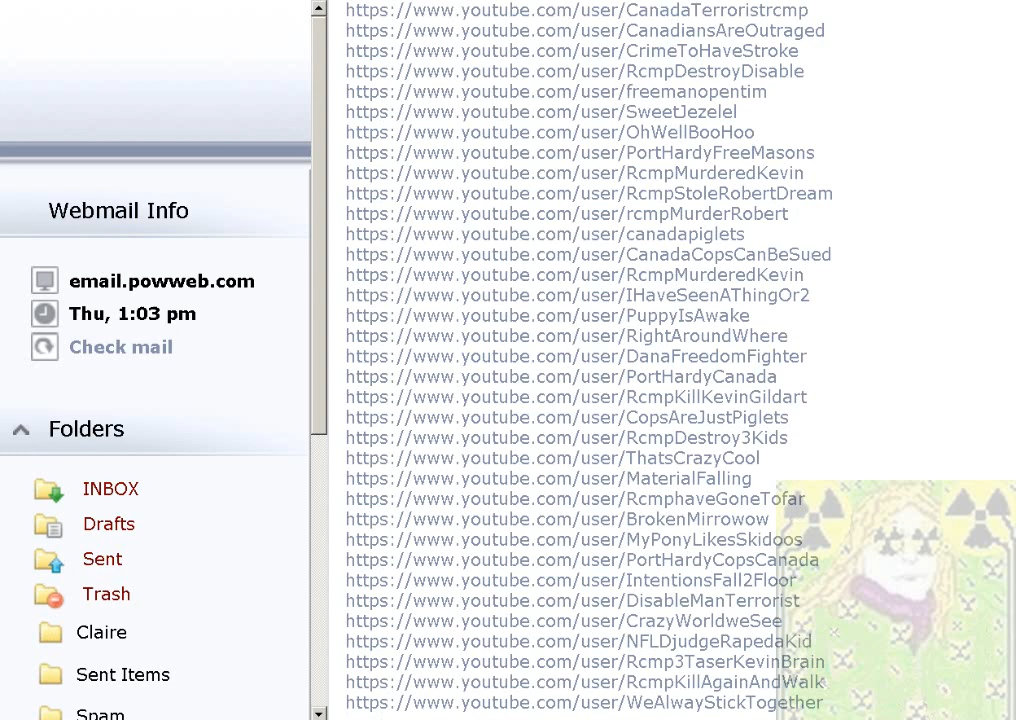 Webmail Info
email.powweb.com
Thu, 1:03 pm
Check mail
Folders
INBOX
Drafts
Sent
Trash
Claire
Sent Items
Spam
https://www.youtube.com/user/CanadaTerroristrcmp
https://www.youtube.com/user/CanadiansAreOutraged
https://www.youtube.com/user/CrimeToHaveStroke
https://www.youtube.com/user/RcmpDestroyDisable
https://www.youtube.com/user/freemanopentim
https://www.youtube.com/user/SweetJezelel
https://www.youtube.com/user/OhWellBooHoo
https://www.youtube.com/user/PortHardyFreeMasons
https://www.youtube.com/user/RcmpMurderedKevin
https://www.youtube.com/user/RcmpStoleRobertDream
https://www.youtube.com/user/rcmpMurderRobert
https://www.youtube.com/user/canadapiglets
https://www.youtube.com/user/CanadaCopsCanBeSued
https://www.youtube.com/user/RcmpMurderedKevin
https://www.youtube.com/user/IHaveSeenAThingOr2
https://www.youtube.com/user/PuppyIsAwake
https://www.youtube.com/user/RightAroundWhere
https://www.youtube.com/user/DanaFreedomFighter
https://www.youtube.com/user/PortHardyCanada
https://www.youtube.com/user/RcmpKillKevinGildart
https://www.youtube.com/user/CopsAreJustPiglets
https://www.youtube.com/user/RcmpDestroy3Kids
https://www.youtube.com/user/ThatsCrazyCool
https://www.youtube.com/user/MaterialFalling
https://www.youtube.com/user/RcmphaveGoneTofar
https://www.youtube.com/user/BrokenMirrowow
https://www.youtube.com/user/MyPonyLikesSkidoos
https://www.youtube.com/user/PortHardyCopsCanada
https://www.youtube.com/user/IntentionsFall2Floor
https://www.youtube.com/user/DisableManTerrorist
https://www.youtube.com/user/CrazyWorldweSee
https://www.youtube.com/user/NFLDjudgeRapedaKid
https://www.youtube.com/user/Rcmp3TaserKevinBrain
https://www.youtube.com/user/RcmpKillAgainAndWalk
https://www.youtube.com/user/WeAlwayStickTogether